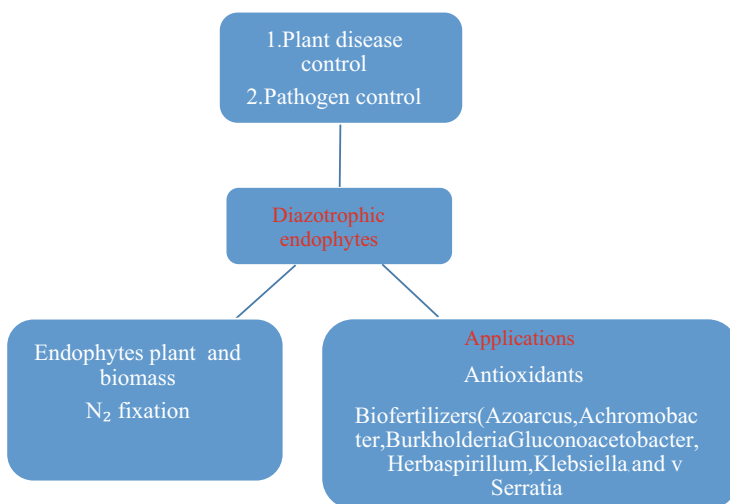 1.Plant disease
control
2.Pathogen control
Diazotrophic
endophytes
Endophytes plant and
biomass
N₂ fixation
Applications
Antioxidants
Biofertilizers(Azoarcus,Achromobac
ter,BurkholderiaGluconoacetobacter,
Herbaspirillum,Klebsiella and v
Serratia